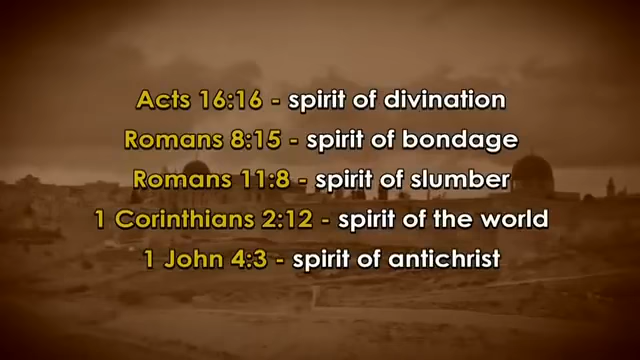 Acts 16:16 - spirit of divination
Romans 8:15 - spirit of bondage
Romans 11:8 - spirit of slumber
1 Corinthians 2:12 - spirit of the world
1 John 4:3 - spirit of antichrist